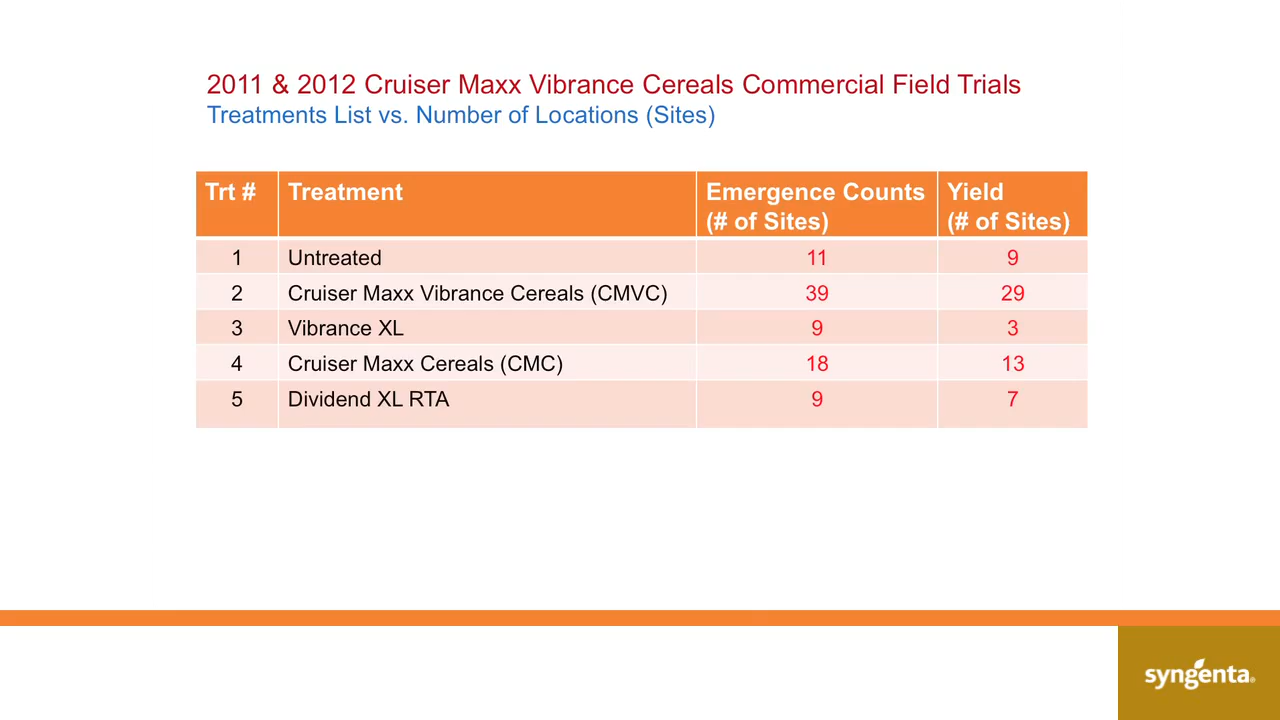 2011 & 2012 Cruiser Maxx Vibrance Cereals Commercial Field Trials
Treatments List vs. Number of Locations (Sites)
Trt # Treatment Emergence Counts (# of Sites) Yield (# of Sites)
1 Untreated 11 9
2 Cruiser Maxx Vibrance Cereals (CMVC) 39 29
3 Vibrance XL 9 3
4 Cruiser Maxx Cereals (CMC) 18 13
5 Dividend XL RTA 9 7
syngenta®